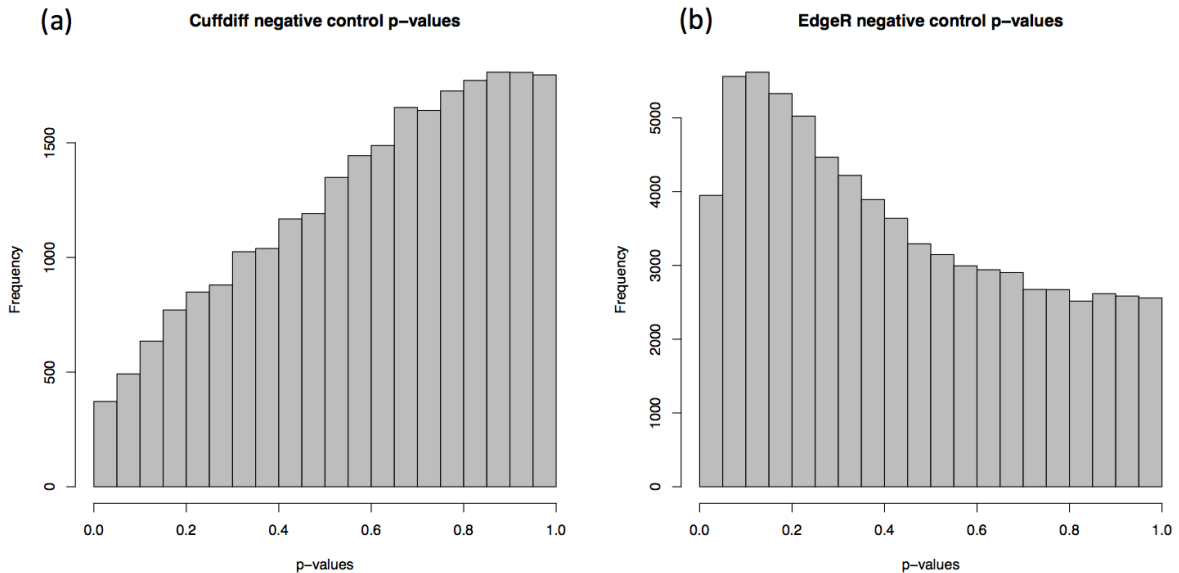 (a)
Cuffdiff negative control p−values
Frequency
1500
1000
500
0
0.0 0.2 0.4 0.6 0.8 1.0
p−values
(b)
EdgeR negative control p−values
Frequency
5000
4000
3000
2000
1000
0
0.0 0.2 0.4 0.6 0.8 1.0
p−values